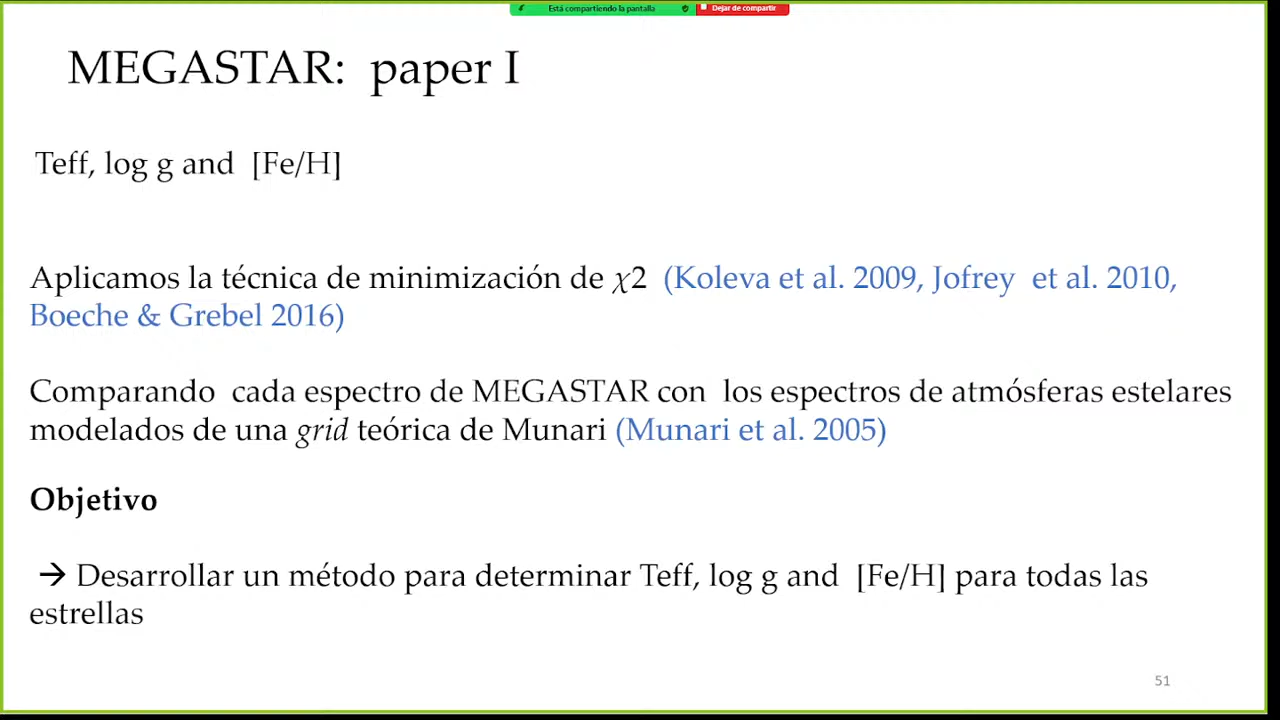 Está compartiendo la pantalla
Dejar de compartir
MEGASTAR: paper I
Teff, log g and [Fe/H]
Aplicamos la técnica de minimización de χ2 (Koleva et al. 2009, Jofrey et al. 2010,
Boeche & Grebel 2016)
Comparando cada espectro de MEGASTAR con los espectros de atmósferas estelares
modelados de una grid teórica de Munari (Munari et al. 2005)
Objetivo
→ Desarrollar un método para determinar Teff, log g and [Fe/H] para todas las
estrellas
51